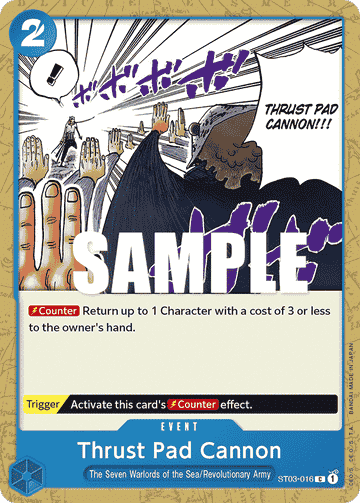 2
!
ボボボボ
THRUST PAD
CANNON!!!
SAMPLE
Counter Return up to 1 Character with a cost of 3 or less
to the owner's hand.
Trigger Activate this card's Counter effect.
EVENT
Thrust Pad Cannon
The Seven Warlords of the Sea/Revolutionary Army
ST03-016 C 1
BANDAI MADE IN JAPAN